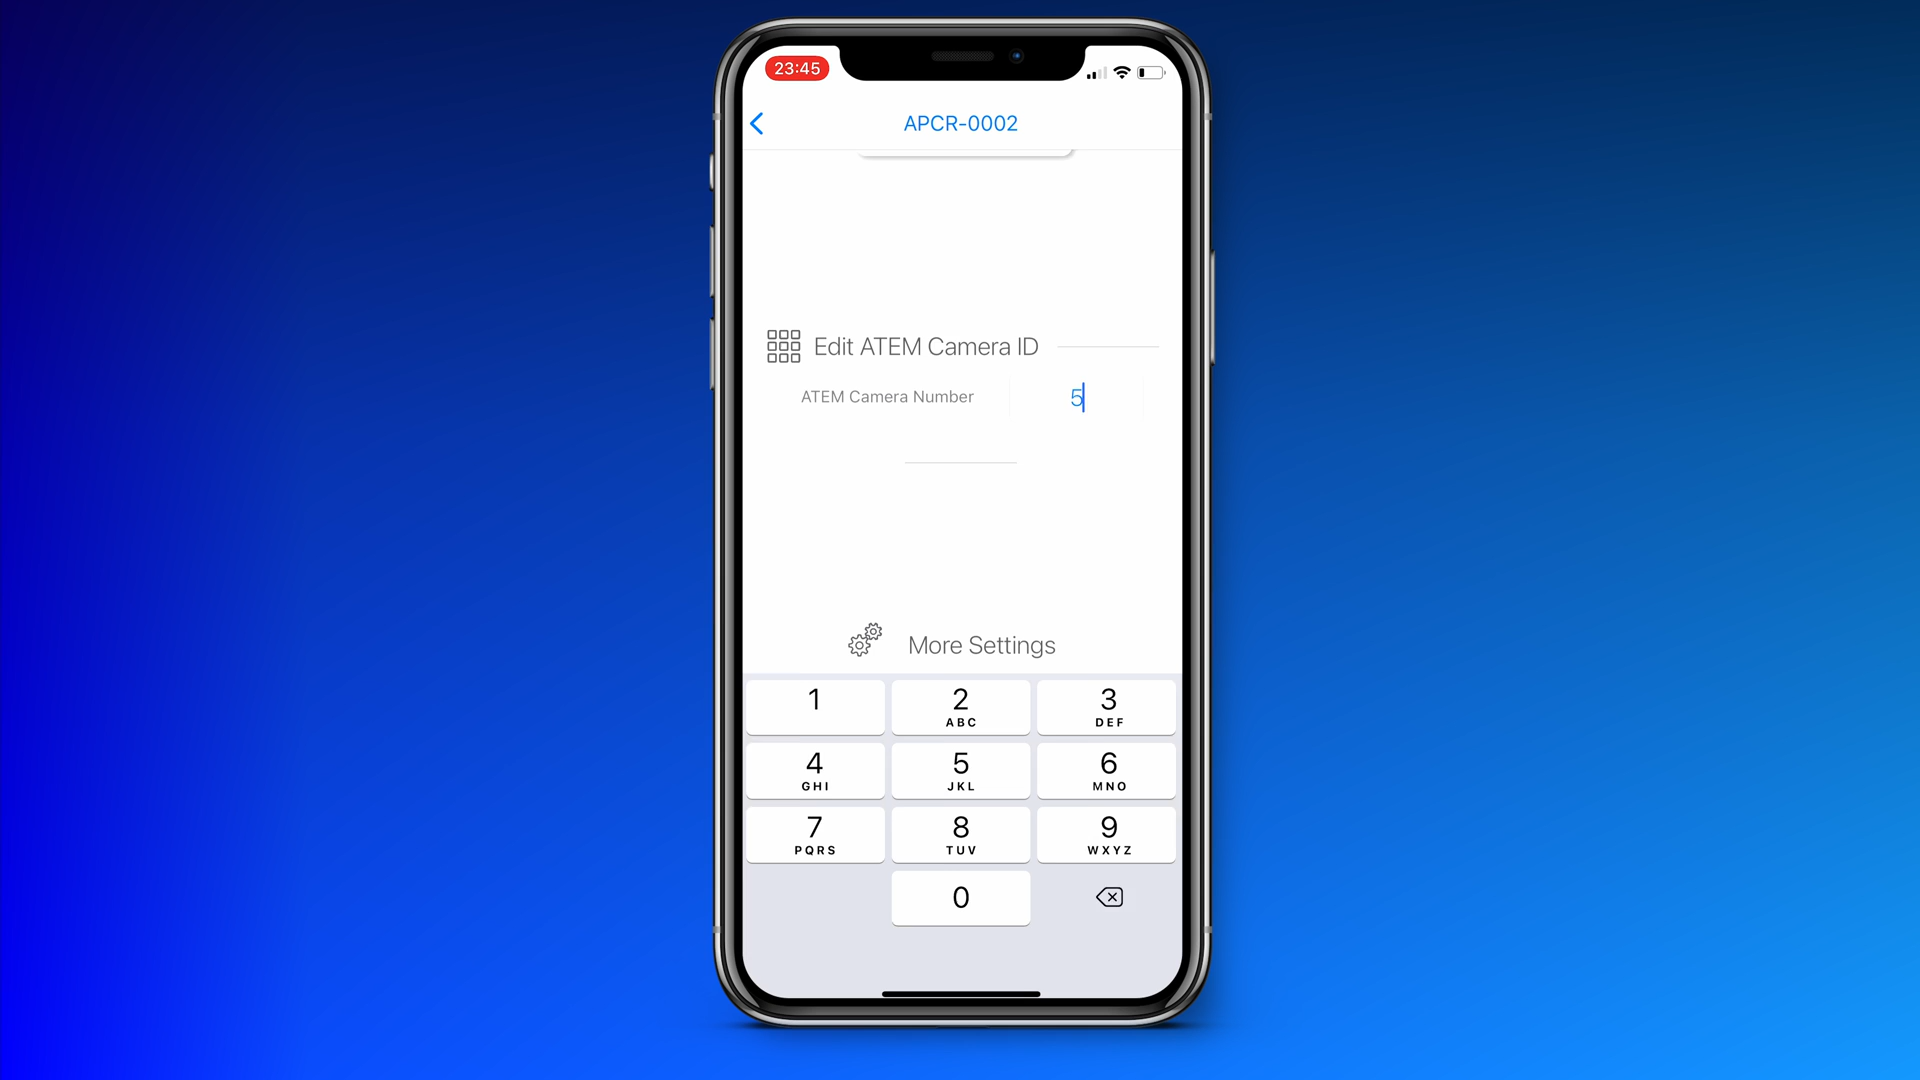 23:45
APCR-0002
Edit ATEM Camera ID
ATEM Camera Number 5
More Settings
1 2 3
ABC DEF
4 5 6
GHI JKL MNO
7 8 9
PQRS TUV WXYZ
0